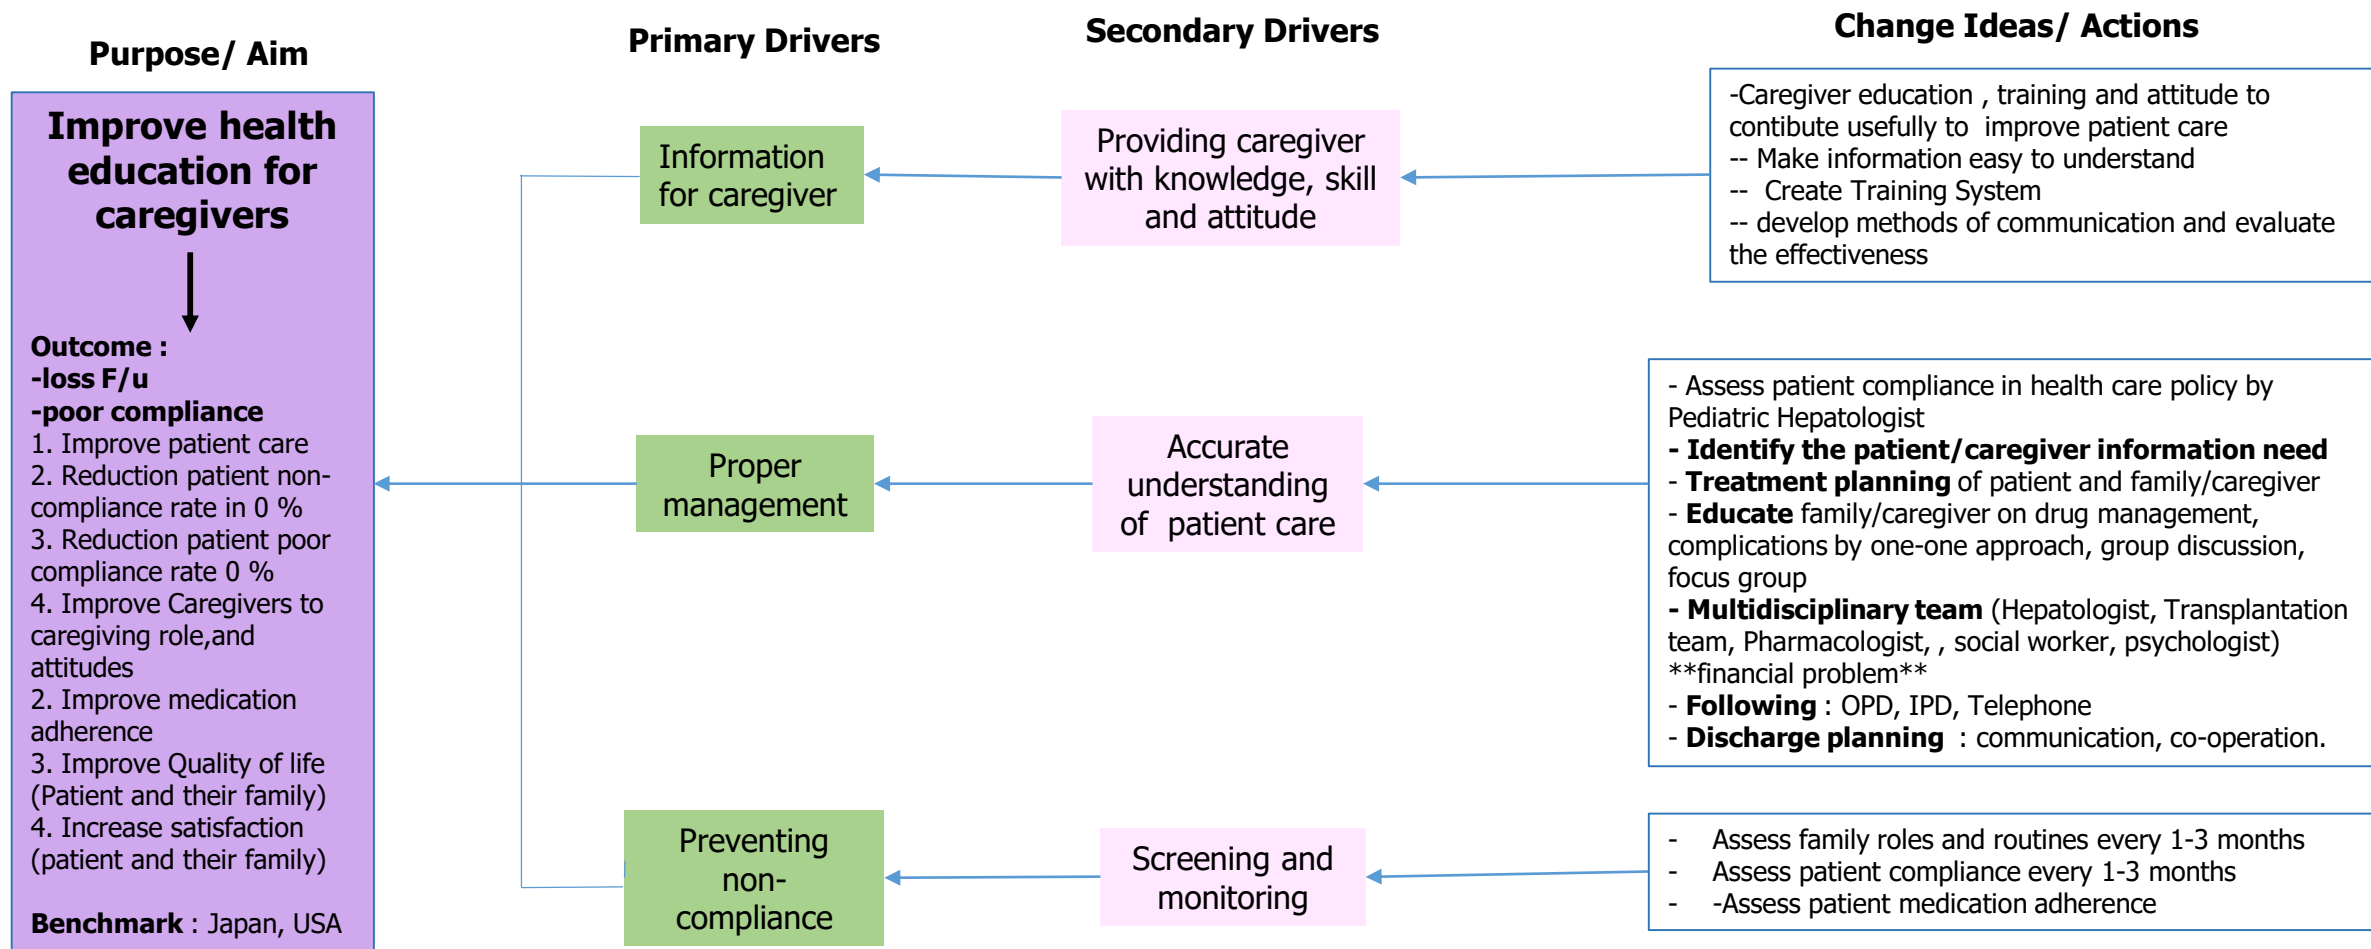 Purpose/ Aim
Primary Drivers
Secondary Drivers
Change Ideas/ Actions
Improve health
education for
caregivers
Outcome :
-loss F/u
-poor compliance
1. Improve patient care
2. Reduction patient non-
compliance rate in 0 %
3. Reduction patient poor
compliance rate 0 %
4. Improve Caregivers to
caregiving role,and
attitudes
2. Improve medication
adherence
3. Improve Quality of life
(Patient and their family)
4. Increase satisfaction
(patient and their family)
Benchmark : Japan, USA
Information
for caregiver
Providing caregiver
with knowledge, skill
and attitude
-Caregiver education , training and attitude to
contibute usefully to  improve patient care
-- Make information easy to understand
--  Create Training System
-- develop methods of communication and evaluate
the effectiveness
Proper
management
Accurate
understanding
of  patient care
- Assess patient compliance in health care policy by
Pediatric Hepatologist
- Identify the patient/caregiver information need
- Treatment planning of patient and family/caregiver
- Educate family/caregiver on drug management,
complications by one-one approach, group discussion,
focus group
- Multidisciplinary team (Hepatologist, Transplantation
team, Pharmacologist, , social worker, psychologist)
**financial problem**
- Following : OPD, IPD, Telephone
- Discharge planning  : communication, co-operation.
Preventing
non-
compliance
Screening and
monitoring
- Assess family roles and routines every 1-3 months
- Assess patient compliance every 1-3 months
- -Assess patient medication adherence